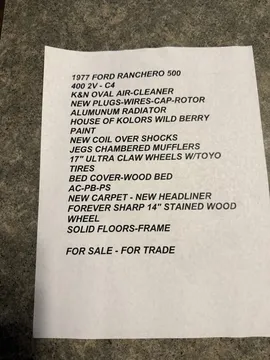 1977 FORD RANCHERO 500
400 2V - C4
K&N OVAL AIR-CLEANER
NEW PLUGS-WIRES-CAP-ROTOR
ALUMUNUM RADIATOR
HOUSE OF KOLORS WILD BERRY
PAINT
NEW COIL OVER SHOCKS
JEGS CHAMBERED MUFFLERS
17" ULTRA CLAW WHEELS W/TOYO
TIRES
BED COVER-WOOD BED
AC-PB-PS
NEW CARPET - NEW HEADLINER
FOREVER SHARP 14" STAINED WOOD
WHEEL
SOLID FLOORS-FRAME
FOR SALE - FOR TRADE